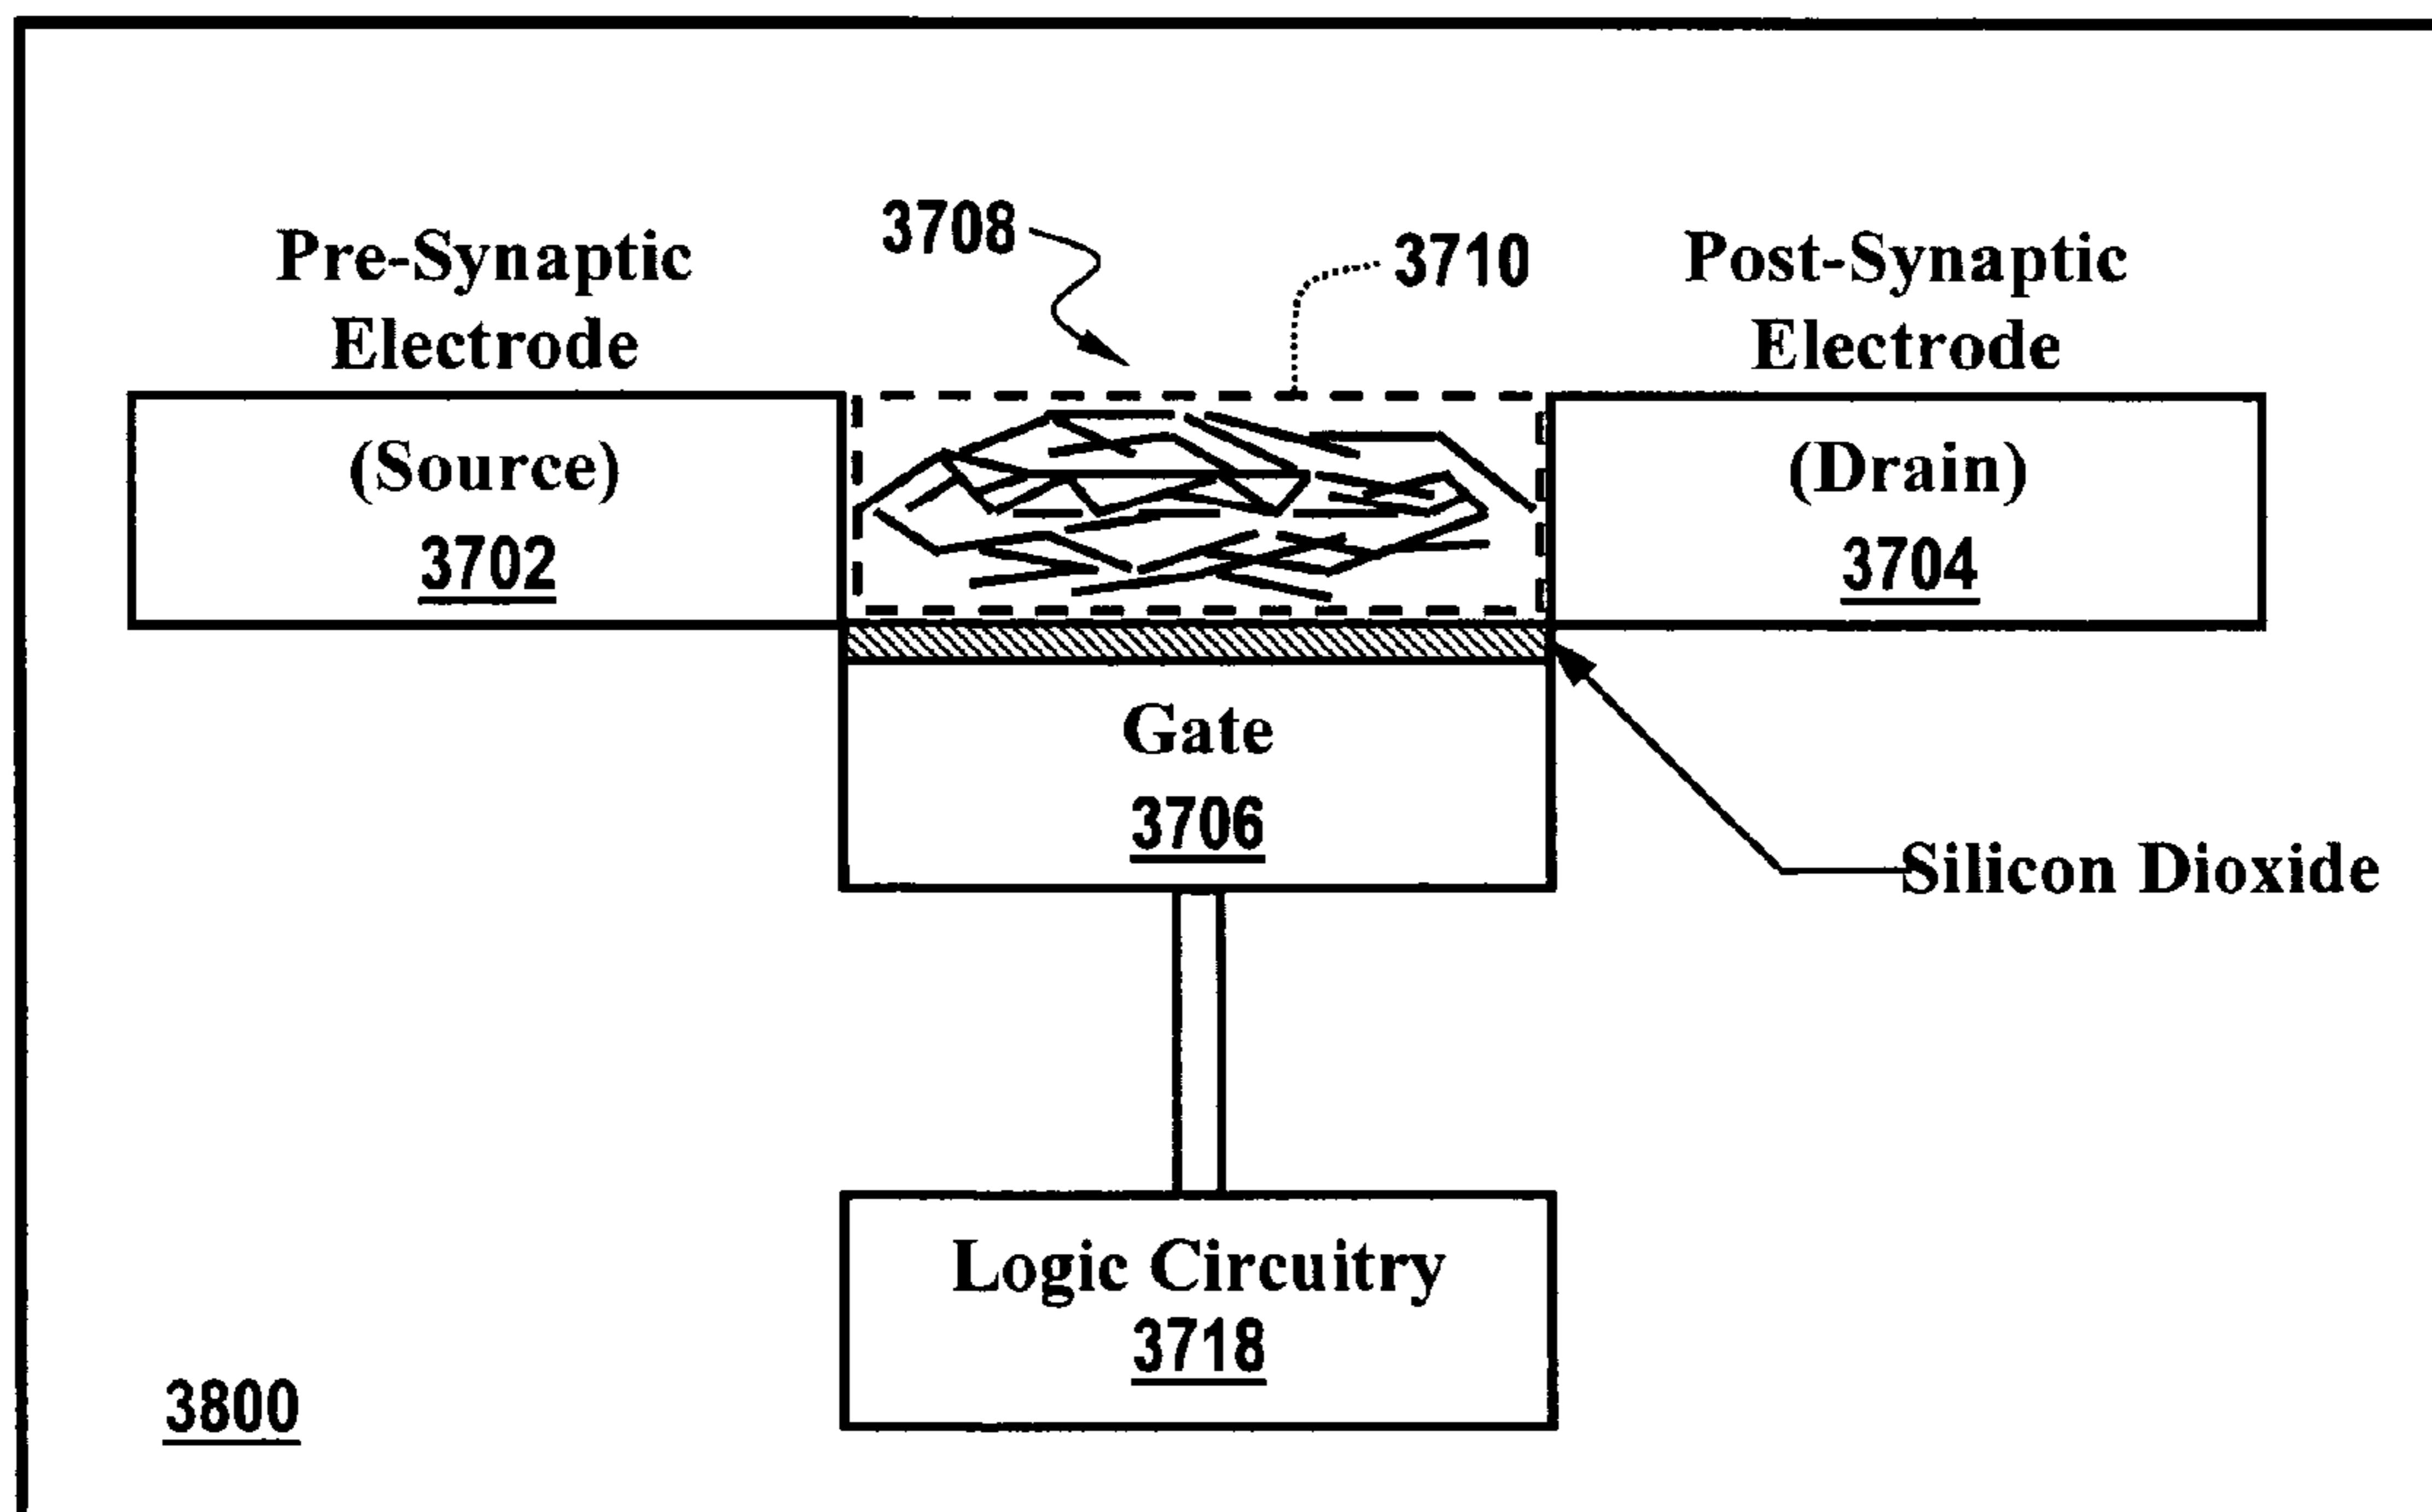 Pre-Synaptic
Electrode
3708
3710
Post-Synaptic
Electrode
(Source)
3702
(Drain)
3704
Gate
3706
Silicon Dioxide
Logic Circuitry
3718
3800